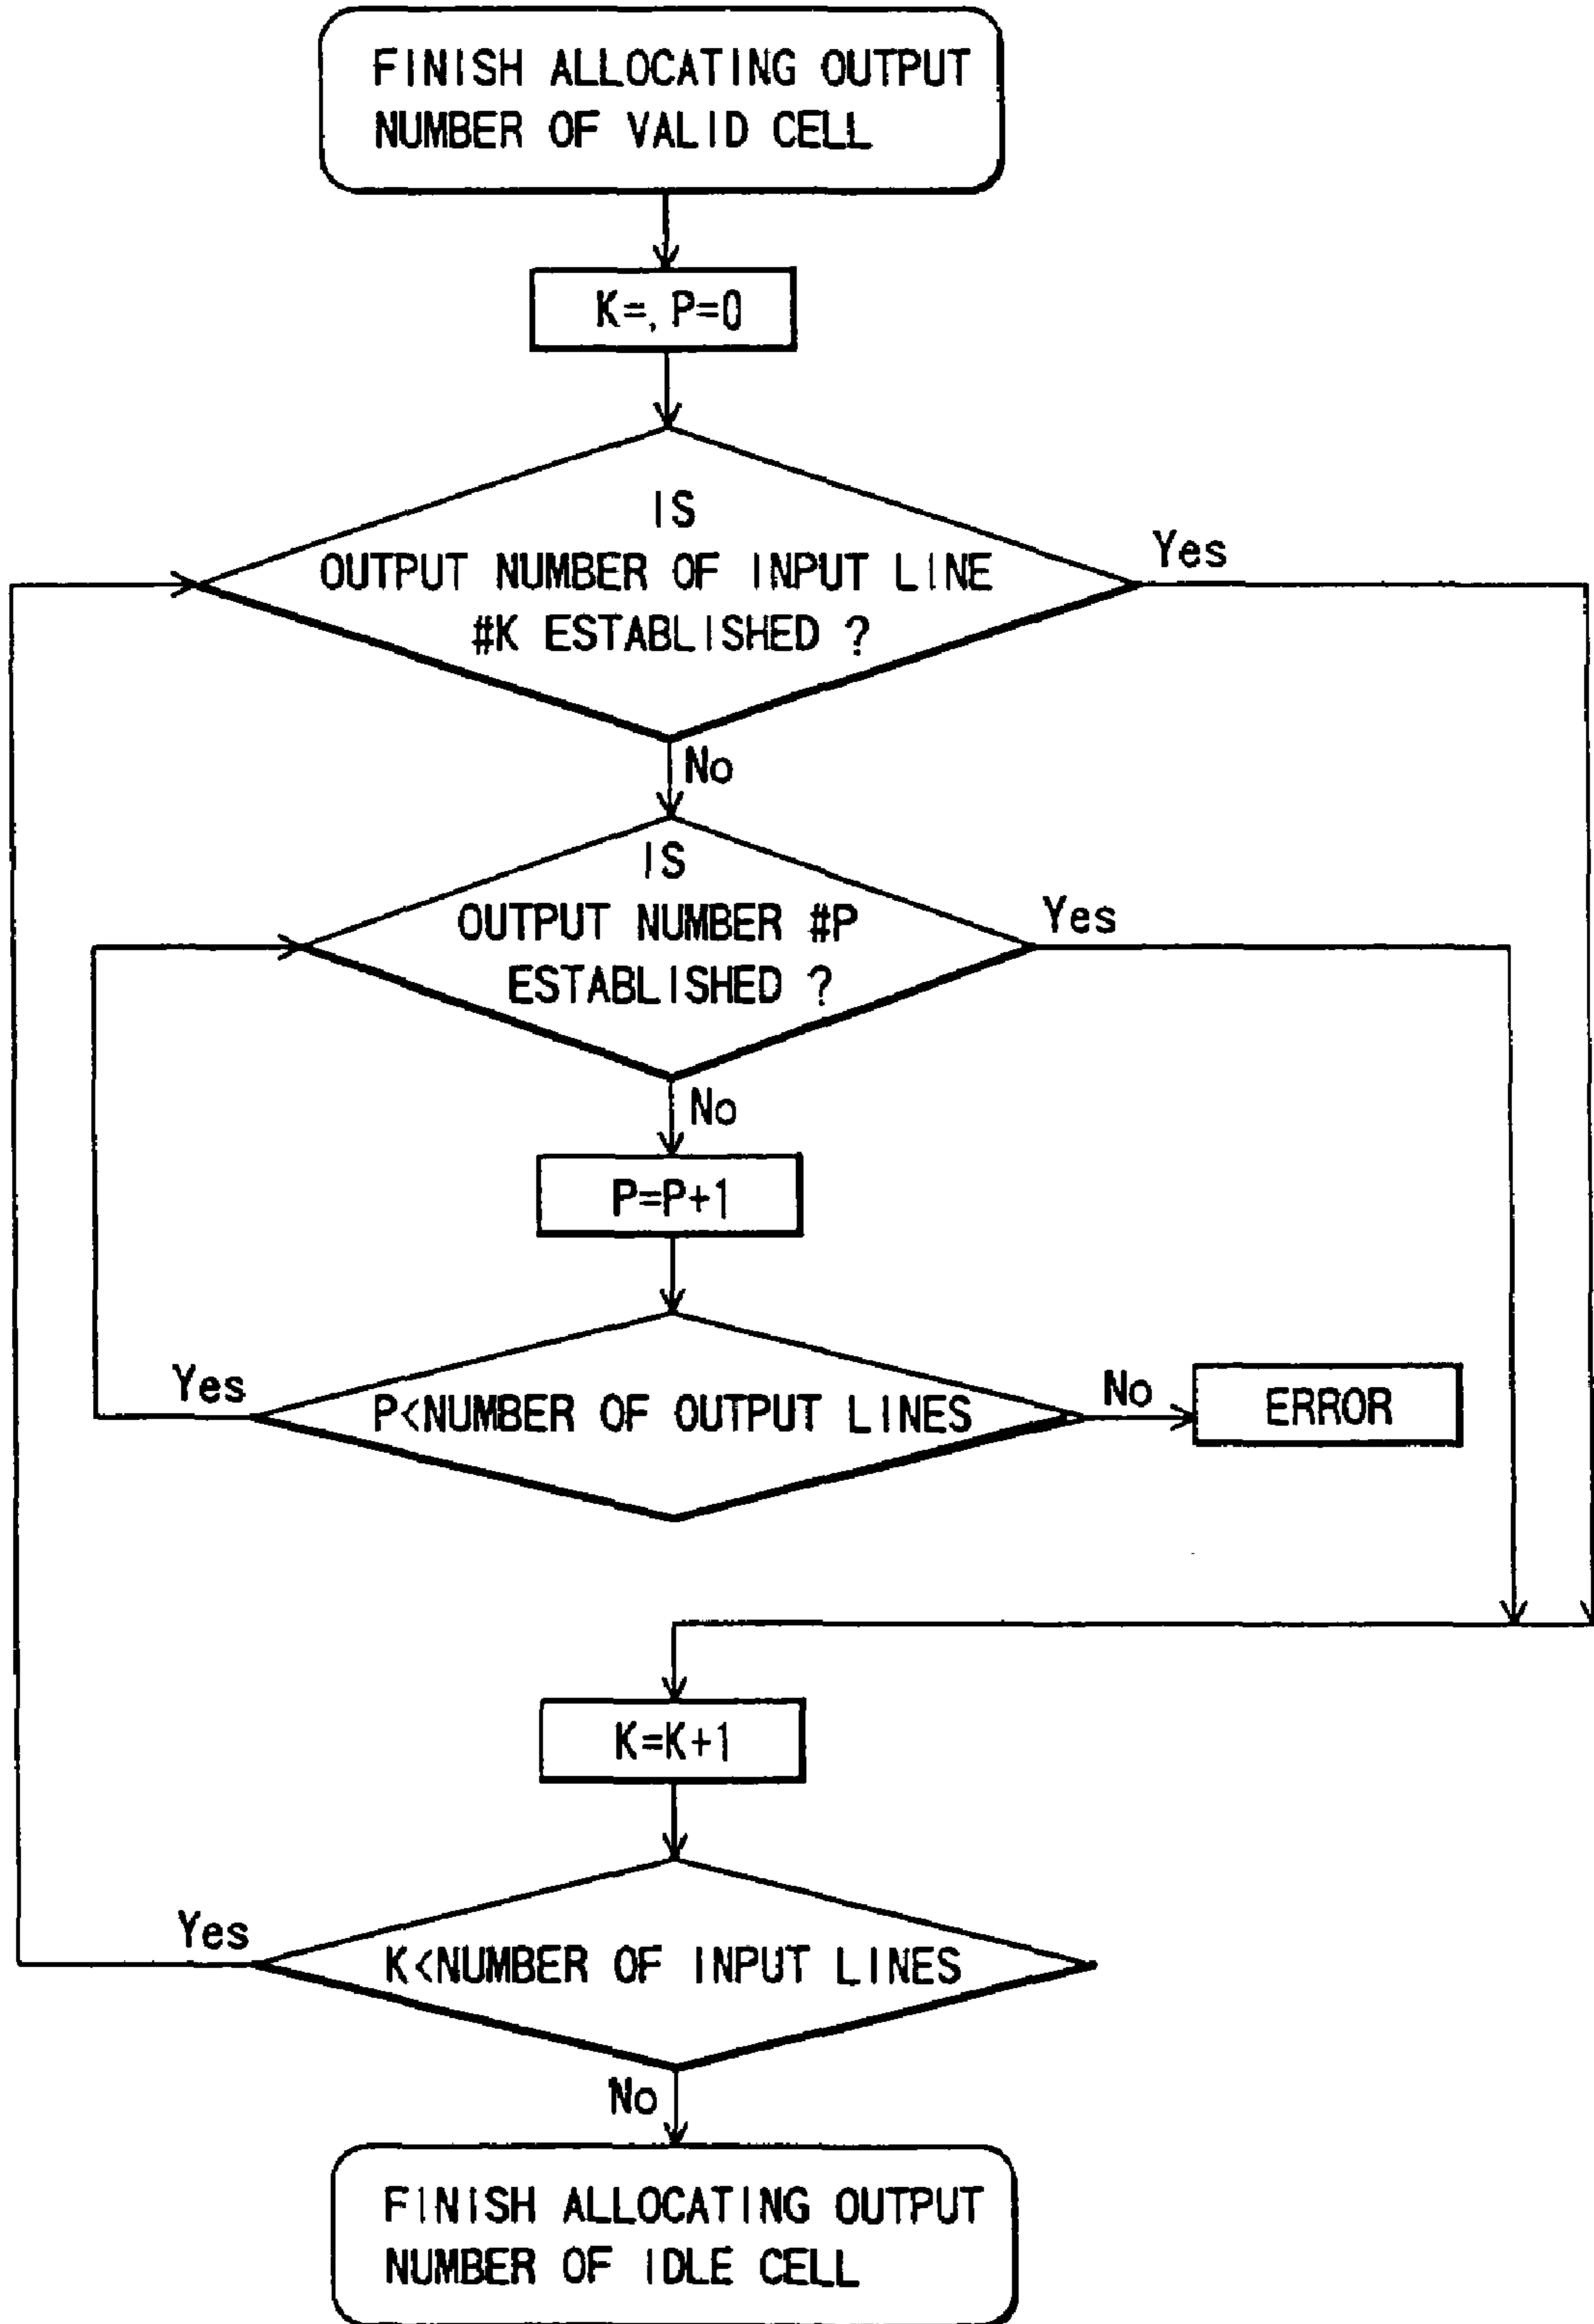 FINISH ALLOCATING OUTPUT
NUMBER OF VALID CELL
K=, P=0
IS
OUTPUT NUMBER OF INPUT LINE
#K ESTABLISHED ?
Yes
No
IS
OUTPUT NUMBER #P
ESTABLISHED ?
Yes
No
P=P+1
P<NUMBER OF OUTPUT LINES
Yes
No
ERROR
K=K+1
K<NUMBER OF INPUT LINES
Yes
No
FINISH ALLOCATING OUTPUT
NUMBER OF IDLE CELL